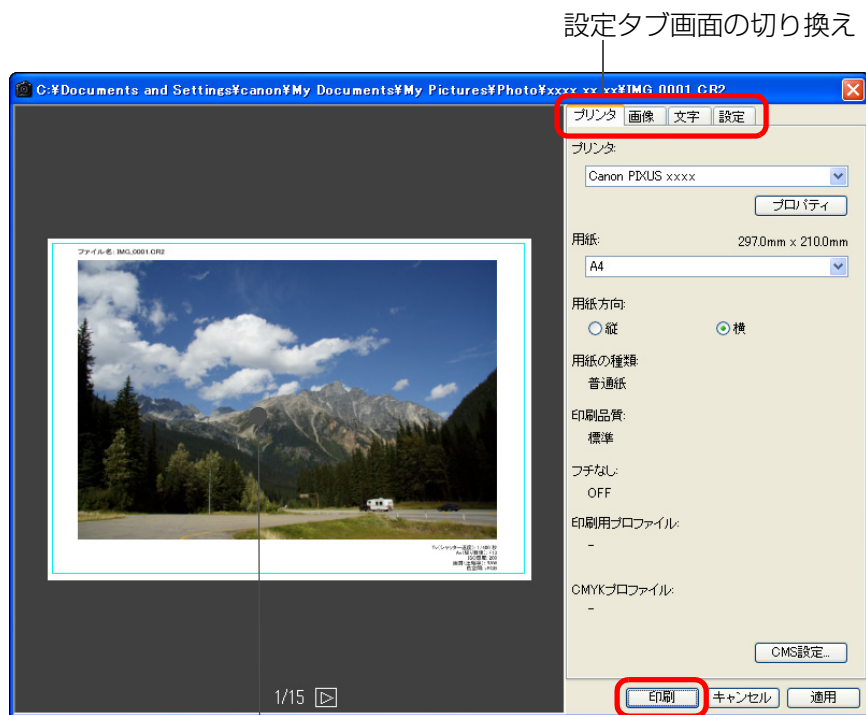 設定タブ画面の切り換え
C:¥Documents and Settings¥canon¥My Documents¥My Pictures¥Photo¥xxxx xx xx¥IMG_0001.CR2
プリンタ 画像 文字 設定
プリンタ:
Canon PIXUS xxxx
プロパティ
用紙: 297.0mm x 210.0mm
A4
用紙方向:
縦 横
用紙の種類:
普通紙
印刷品質:
標準
フチなし:
OFF
印刷用プロファイル:
-
CMYKプロファイル:
-
CMS設定...
ファイル名: IMG_0001.CR2
ISO感度: 200
1/15
印刷 キャンセル 適用